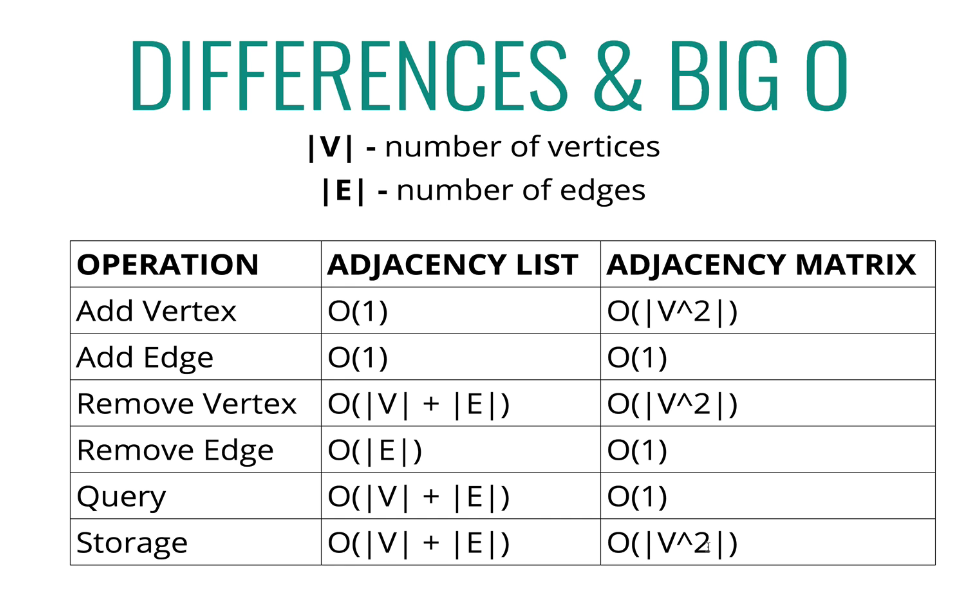 DIFFERENCES & BIG O
|V| - number of vertices
|E| - number of edges
OPERATION ADJACENCY LIST ADJACENCY MATRIX
Add Vertex O(1) O(|V^2|)
Add Edge O(1) O(1)
Remove Vertex O(|V| + |E|) O(|V^2|)
Remove Edge O(|E|) O(1)
Query O(|V| + |E|) O(1)
Storage O(|V| + |E|) O(|V^2|)